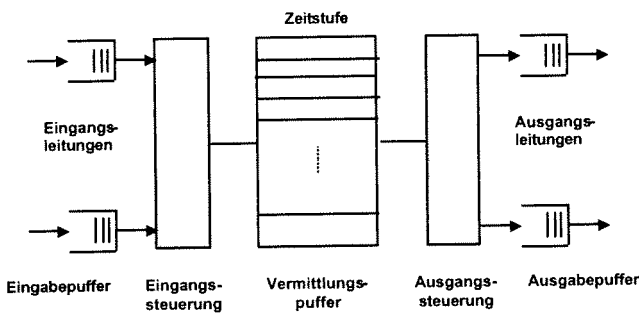 Zeitstufe
Eingangs-
leitungen
Ausgangs-
leitungen
Eingabepuffer
Eingangs-
steuerung
Vermittlungs-
puffer
Ausgangs-
steuerung
Ausgabepuffer